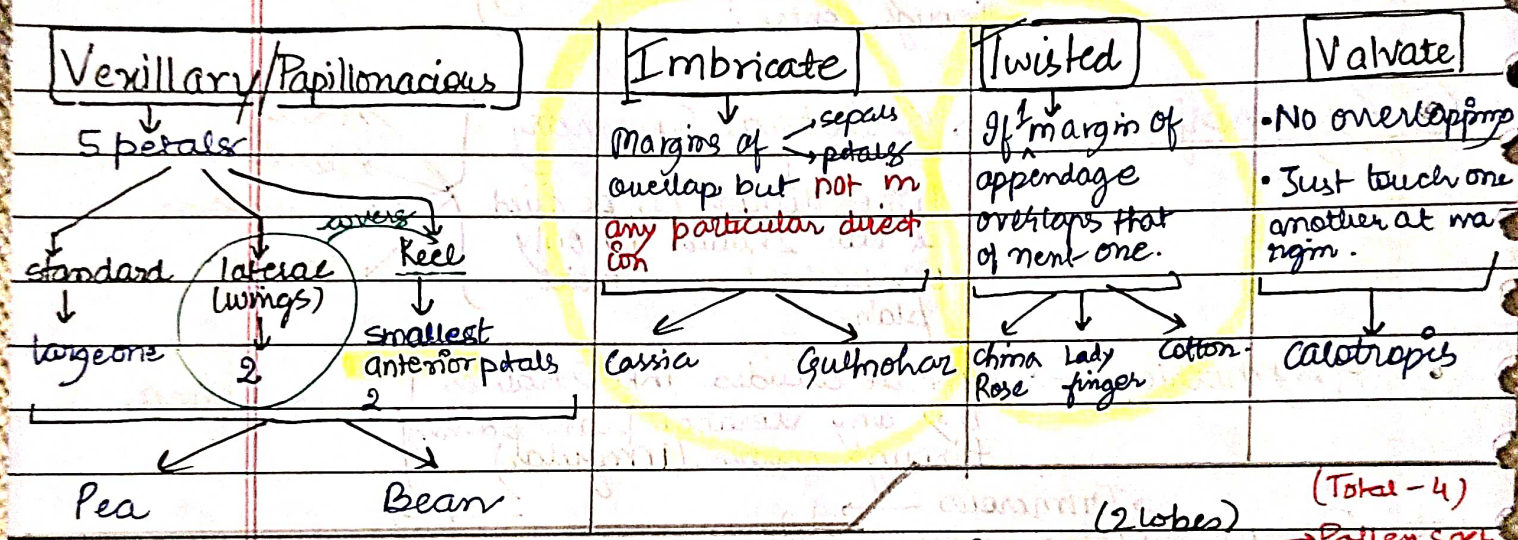 Vexillary/Papillonacious
5 petals
covers
standard
lateral
(wings)
Keel
large one
2
smallest
anterior petals
2
Pea
Bean
Imbricate
Margins of
sepals
petals
overlap but not in
any particular direct
ion
Cassia
Gulmohar
Twisted
If 1 margin of
appendage
overlaps that
of next one.
China
Rose
Lady
finger
Cotton.
Valvate
•No overlapping
• Just touch one
another at ma-
rgin.
Calotropis
(Total - 4)
(2 lobes)